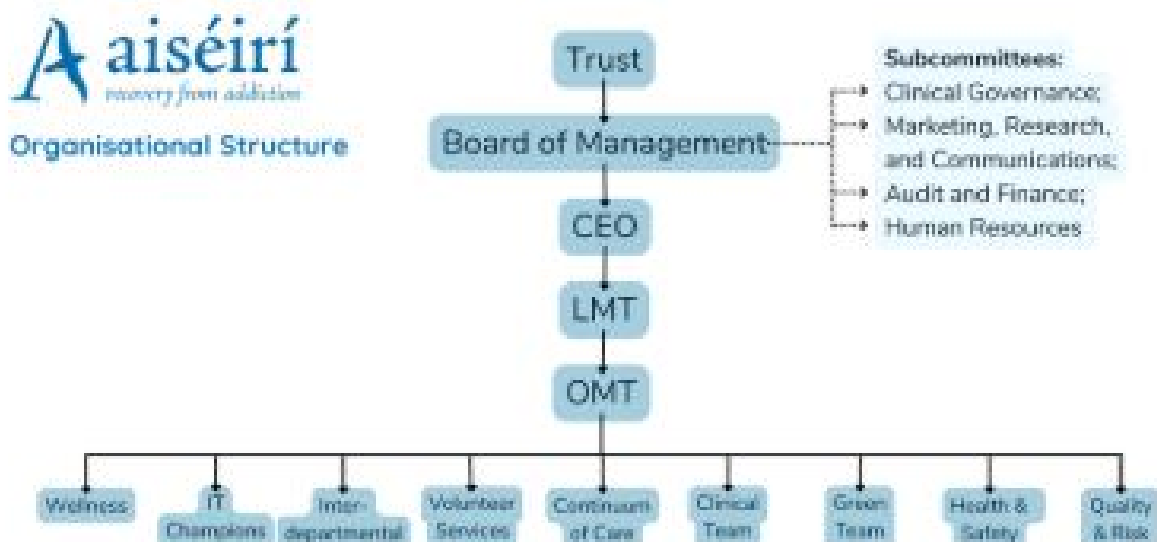 aiséirí
recovery from addiction
Organisational Structure
Trust
Board of Management
CEO
LMT
OMT
Subcommittees:
Clinical Governance;
Marketing, Research,
and Communications;
Audit and Finance;
Human Resources
Wellness
IT
Champions
Inter-
departmental
Volunteer
Services
Continuum
of Care
Clinical
Team
Green
Team
Health &
Safety
Quality
& Risk